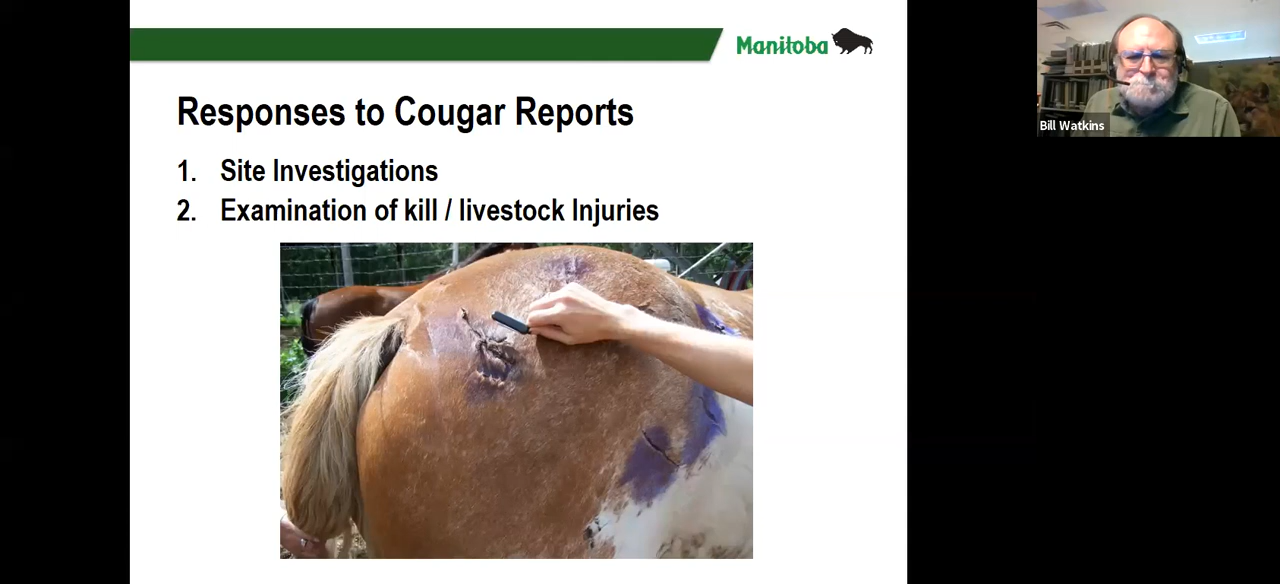 Manitoba
Responses to Cougar Reports
1. Site Investigations
2. Examination of kill / livestock Injuries
Bill Watkins